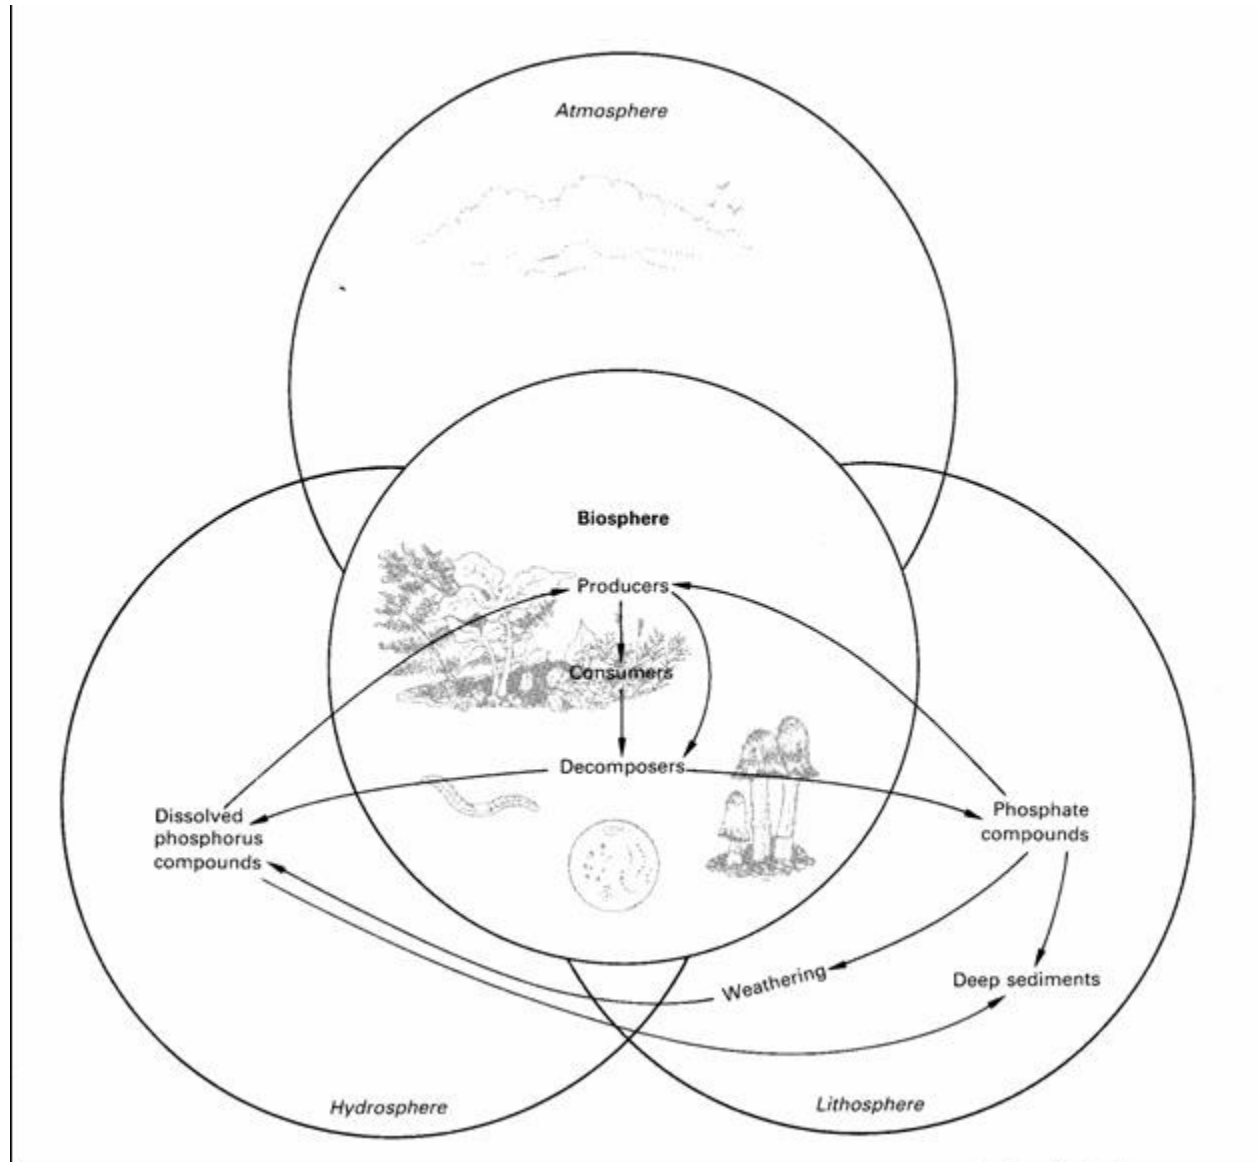 Atmosphere
Biosphere
Producers
Consumers
Decomposers
Dissolved
phosphorus
compounds
Phosphate
compounds
Weathering
Deep sediments
Hydrosphere
Lithosphere